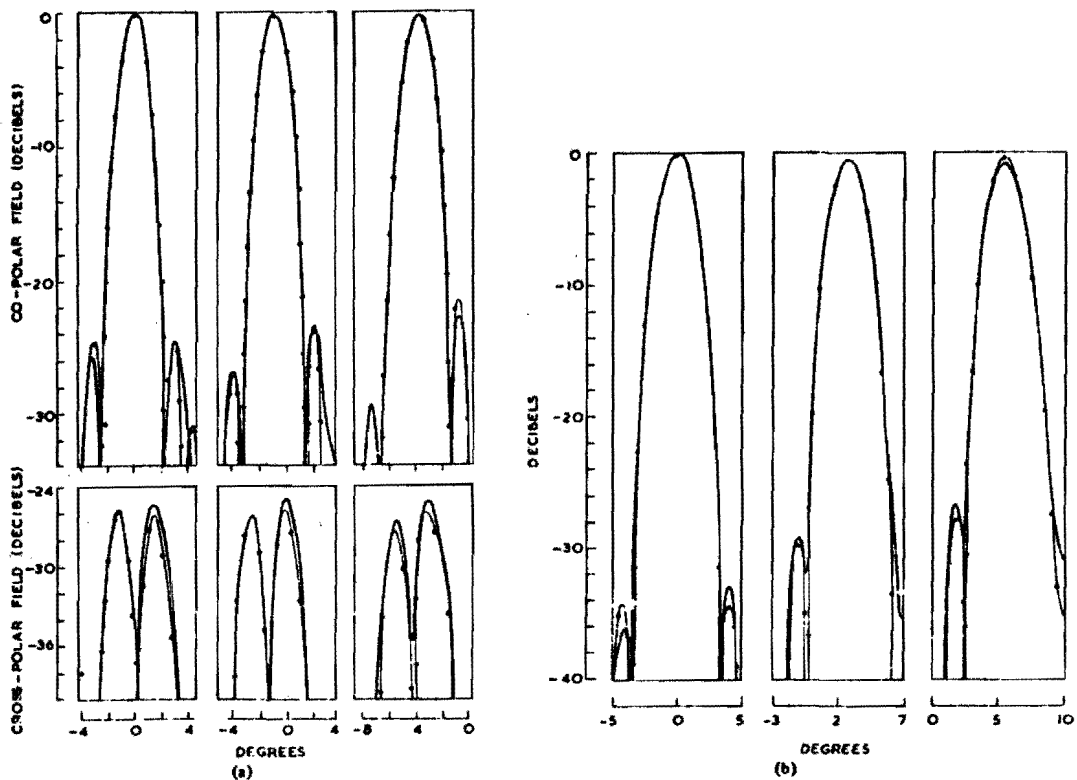 CO-POLAR FIELD (DECIBELS)
0
-10
-20
-30
CROSS-POLAR FIELD (DECIBELS)
-24
-30
-36
-4 0 4
-4 0 4
-8 4 0
DEGREES
(a)
DECIBELS
0
-10
-20
-30
-40
-5 0 5
-3 2 7
0 5 10
DEGREES
(b)